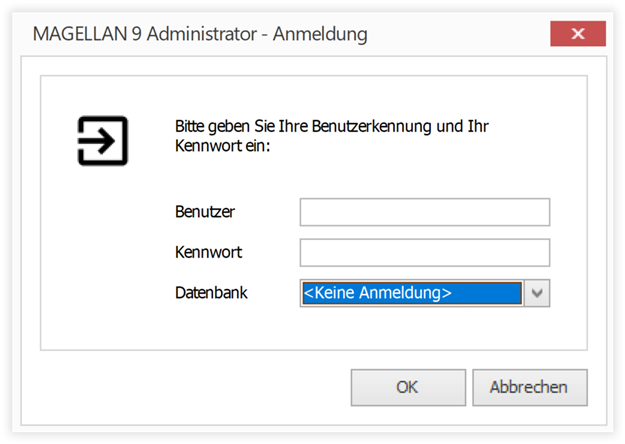 MAGELLAN 9 Administrator - Anmeldung
Bitte geben Sie Ihre Benutzerkennung und Ihr
Kennwort ein:
Benutzer
Kennwort
Datenbank
<Keine Anmeldung>
OK
Abbrechen